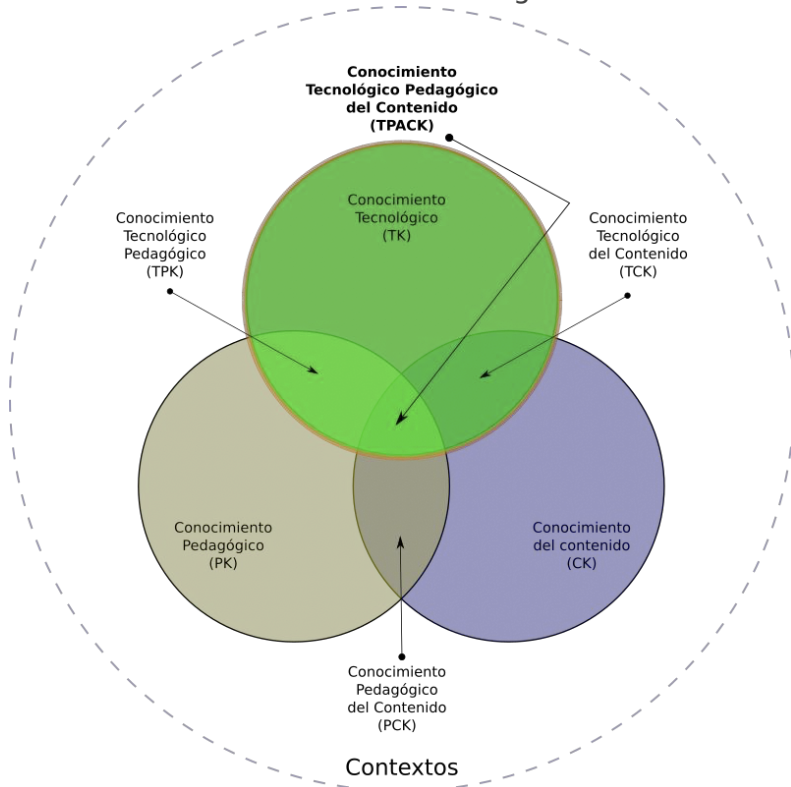 Conocimiento
Tecnológico Pedagógico
del Contenido
(TPACK)
Conocimiento
Tecnológico
(TK)
Conocimiento
Tecnológico
Pedagógico
(TPK)
Conocimiento
Tecnológico
del Contenido
(TCK)
Conocimiento
Pedagógico
(PK)
Conocimiento
del contenido
(CK)
Conocimiento
Pedagógico
del Contenido
(PCK)
Contextos